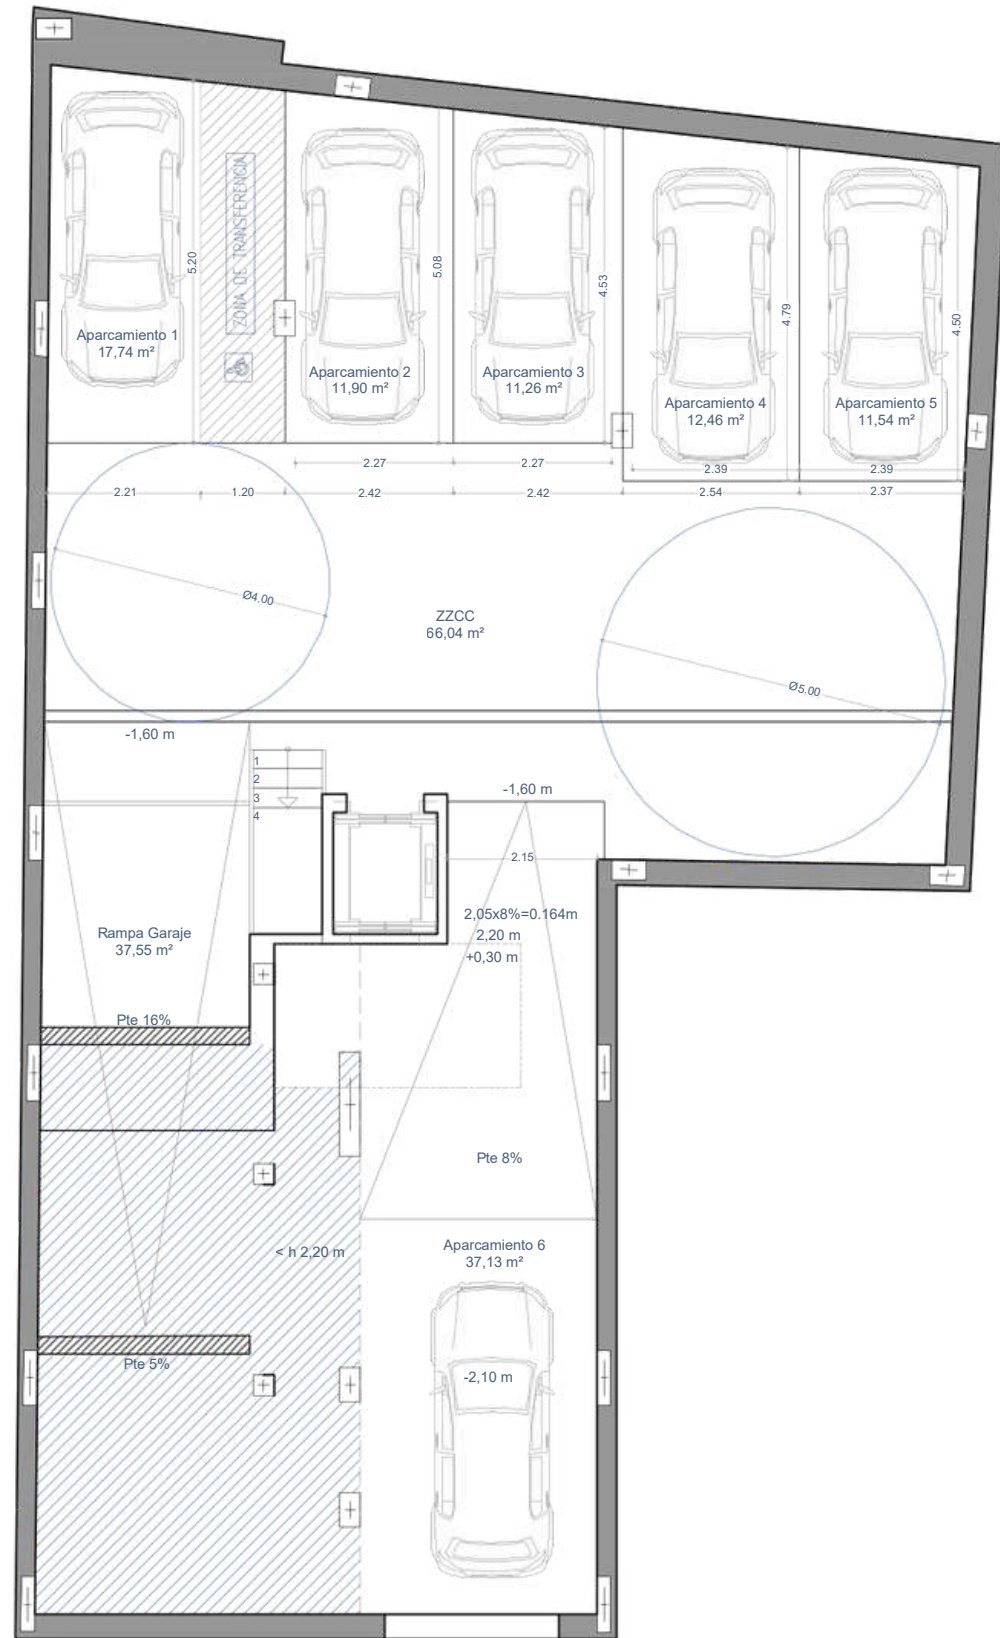 ZONA DE TRANSFERENCIA
5.20
5.08
4.53
4.79
4.50
Aparcamiento 1
17,74 m²
Aparcamiento 2
11,90 m²
Aparcamiento 3
11,26 m²
Aparcamiento 4
12,46 m²
Aparcamiento 5
11,54 m²
2.27
2.27
2.39
2.39
2.21
1.20
2.42
2.42
2.54
2.37
Ø4.00
ZZCC
66,04 m²
Ø5.00
-1,60 m
1
2
3
4
-1,60 m
2.15
2,05x8%=0.164m
2,20 m
+0,30 m
Rampa Garaje
37,55 m²
Pte 16%
Pte 8%
< h 2,20 m
Aparcamiento 6
37,13 m²
Pte 5%
-2,10 m